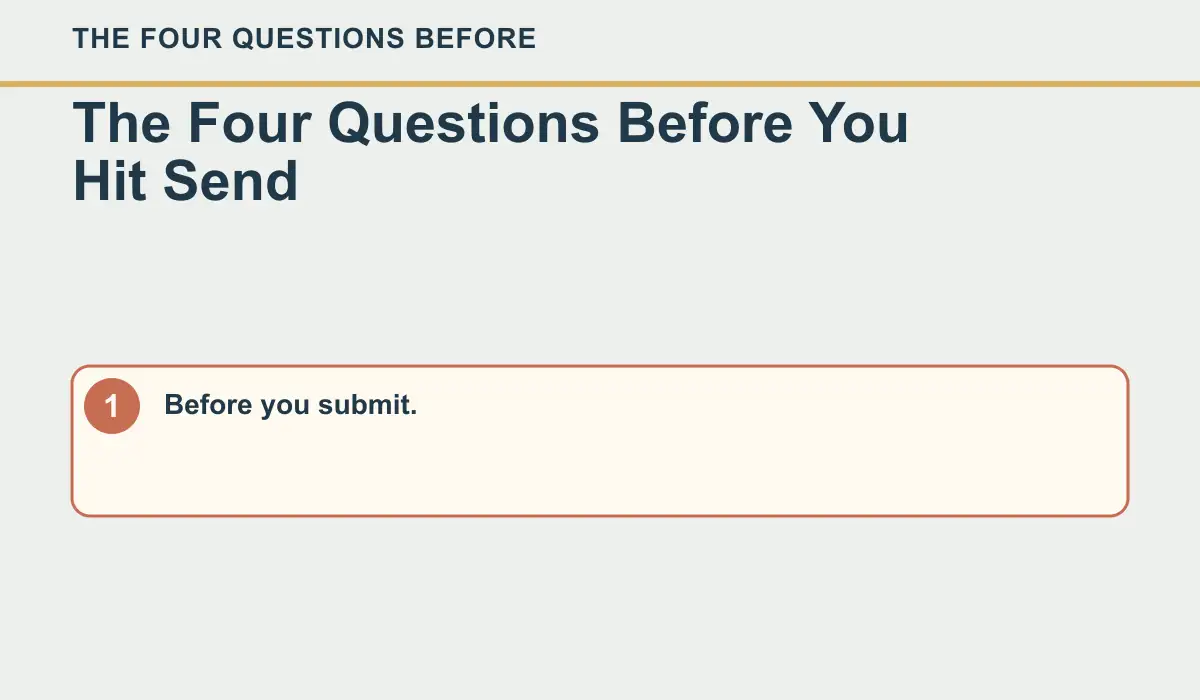 THE FOUR QUESTIONS BEFORE
The Four Questions Before You
Hit Send
1
Before you submit.